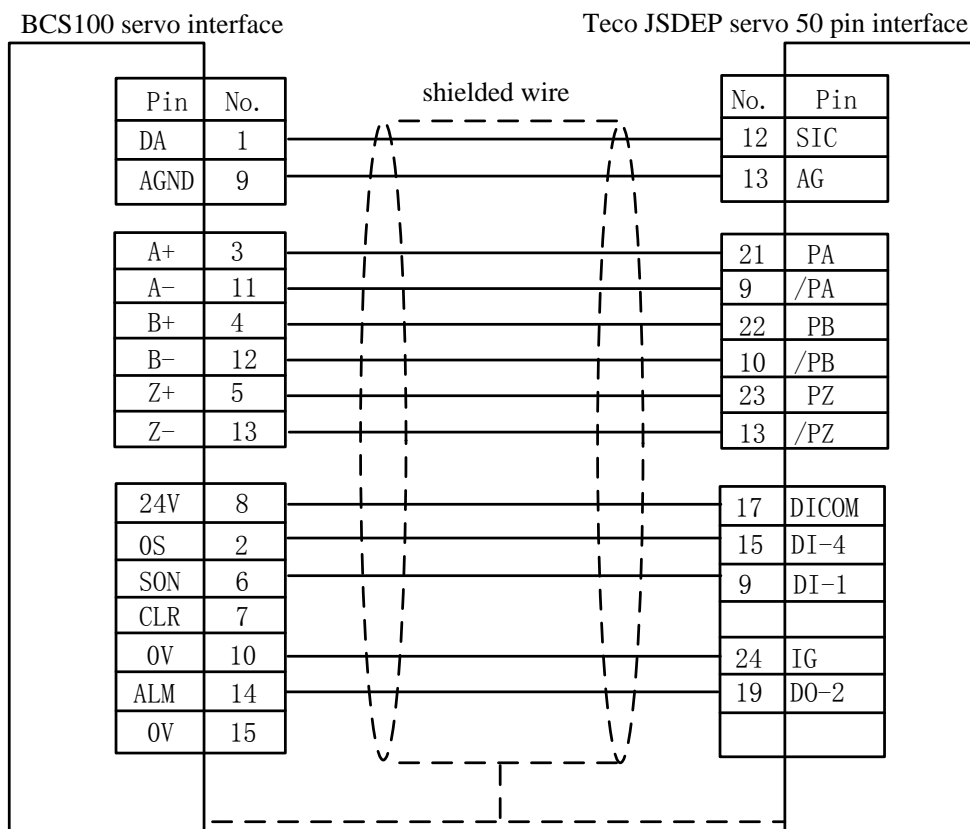 BCS100 servo interface Teco JSDEP servo 50 pin interface
shielded wire
Pin No. No. Pin
DA 1 12 SIC
AGND 9 13 AG
A+ 3 21 PA
A- 11 9 /PA
B+ 4 22 PB
B- 12 10 /PB
Z+ 5 23 PZ
Z- 13 13 /PZ
24V 8 17 DICOM
OS 2 15 DI-4
SON 6 9 DI-1
CLR 7
0V 10 24 IG
ALM 14 19 DO-2
0V 15